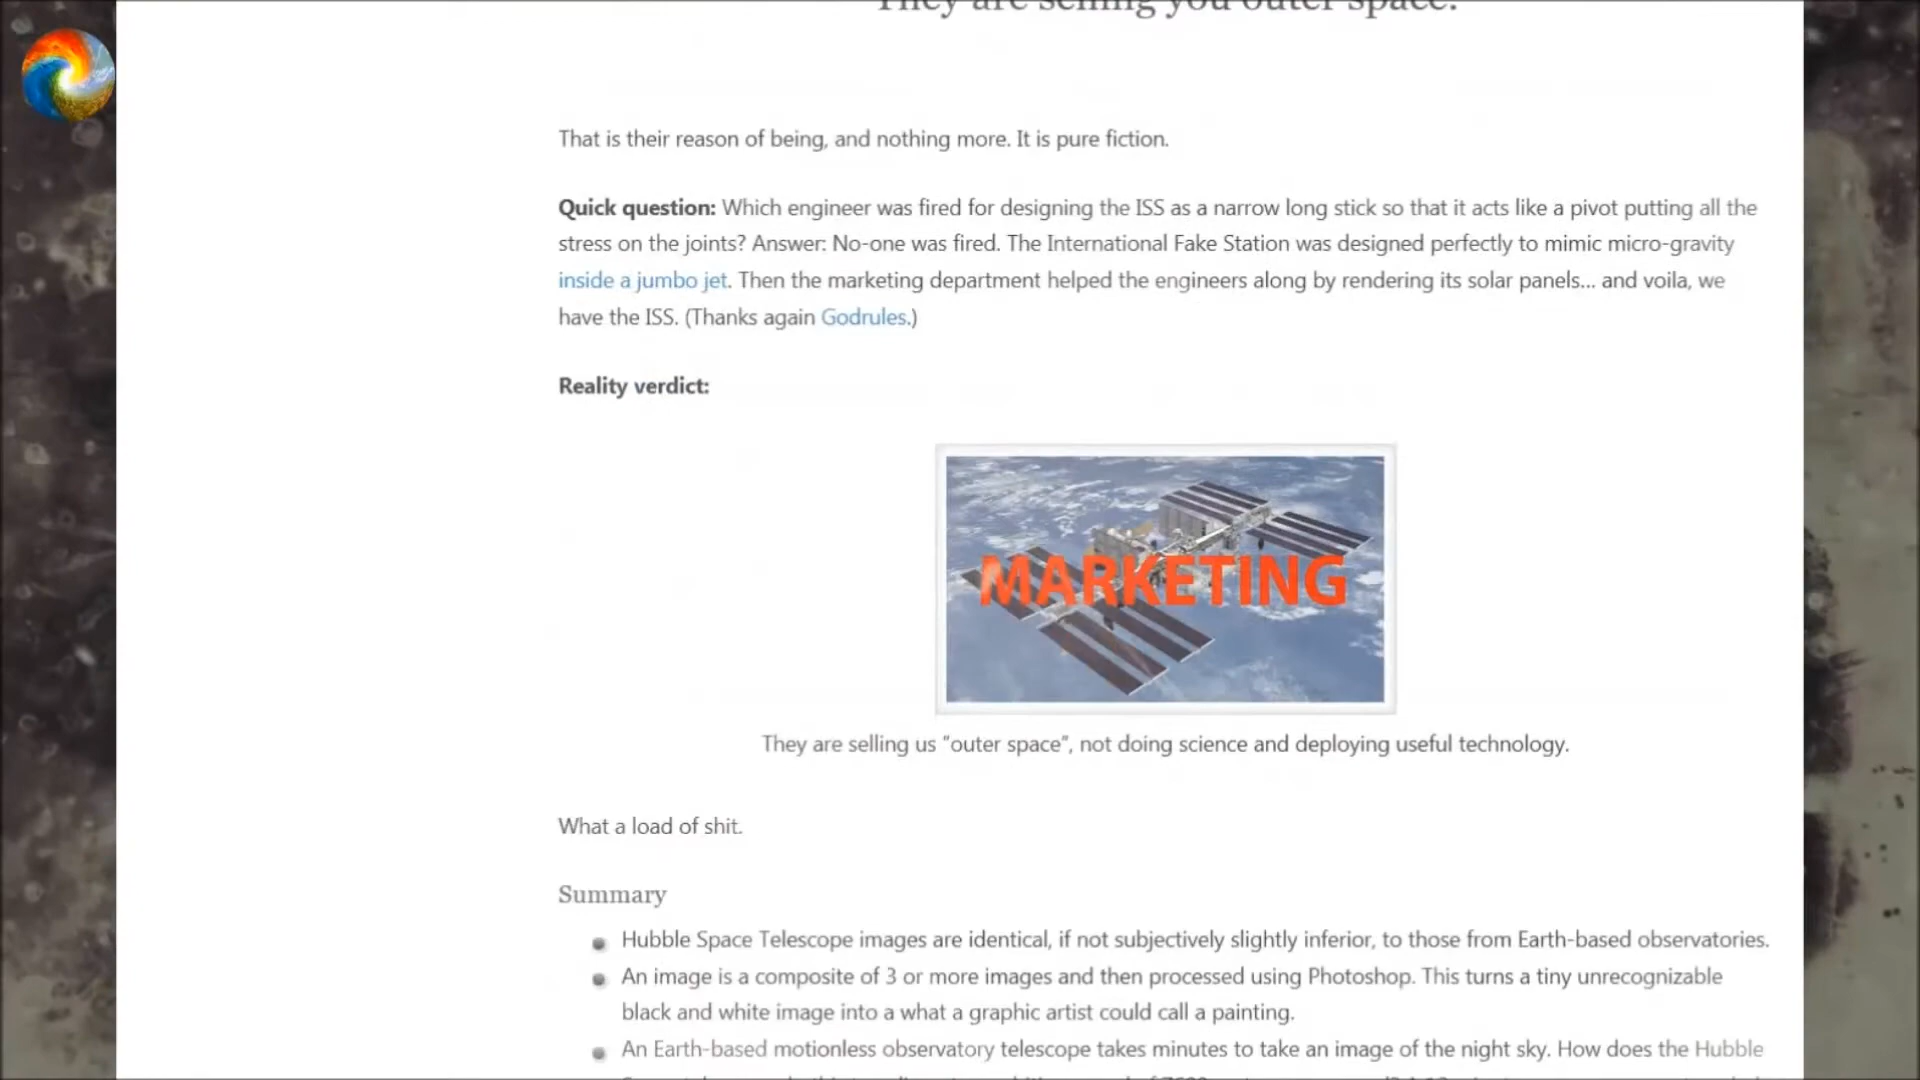 They are selling you outer space.
That is their reason of being, and nothing more. It is pure fiction.
Quick question: Which engineer was fired for designing the ISS as a narrow long stick so that it acts like a pivot putting all the
stress on the joints? Answer: No-one was fired. The International Fake Station was designed perfectly to mimic micro-gravity
inside a jumbo jet. Then the marketing department helped the engineers along by rendering its solar panels... and voila, we
have the ISS. (Thanks again Godrules.)
Reality verdict:
MARKETING
They are selling us "outer space", not doing science and deploying useful technology.
What a load of shit.
Summary
Hubble Space Telescope images are identical, if not subjectively slightly inferior, to those from Earth-based observatories.
An image is a composite of 3 or more images and then processed using Photoshop. This turns a tiny unrecognizable
black and white image into a what a graphic artist could call a painting.
An Earth-based motionless observatory telescope takes minutes to take an image of the night sky. How does the Hubble